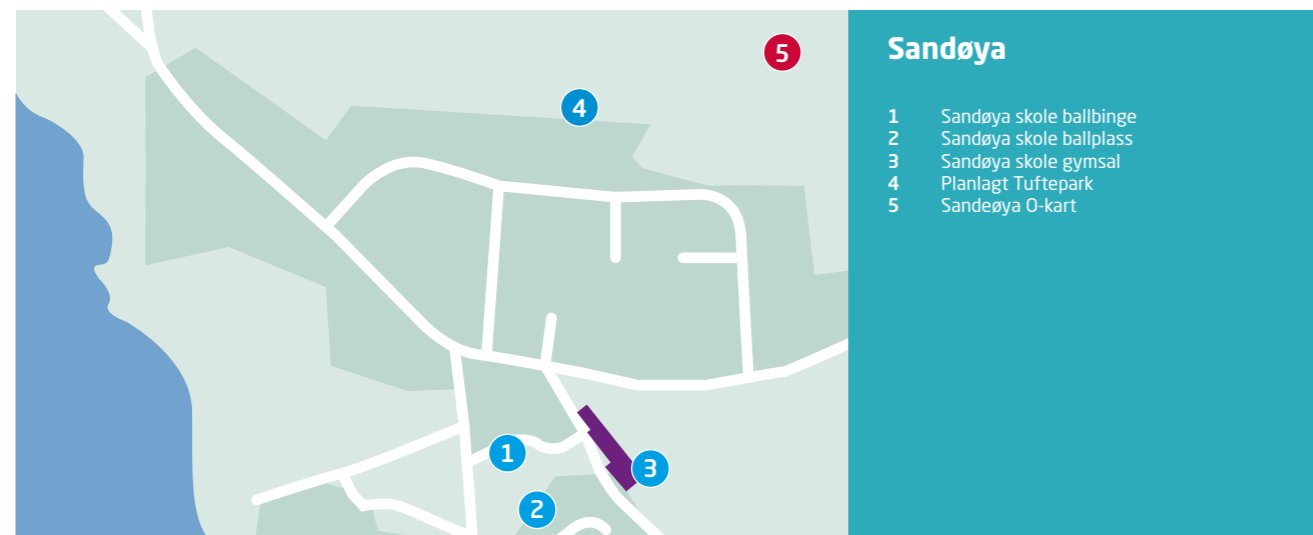 5
Sandøya
4
1 Sandøya skole ballbinge
2 Sandøya skole ballplass
3 Sandøya skole gymsal
4 Planlagt Tuftepark
5 Sandeøya O-kart
1
3
2